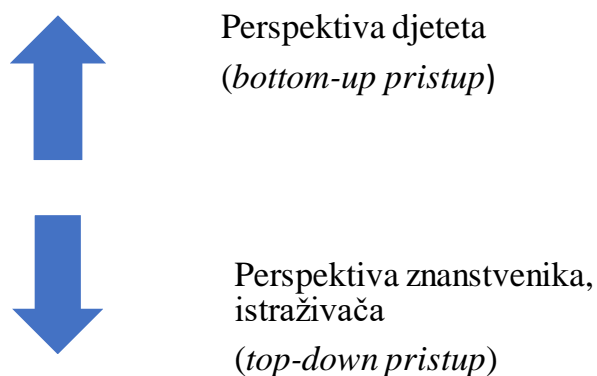 Perspektiva djeteta
(bottom-up pristup)
Perspektiva znanstvenika,
istraživača
(top-down pristup)